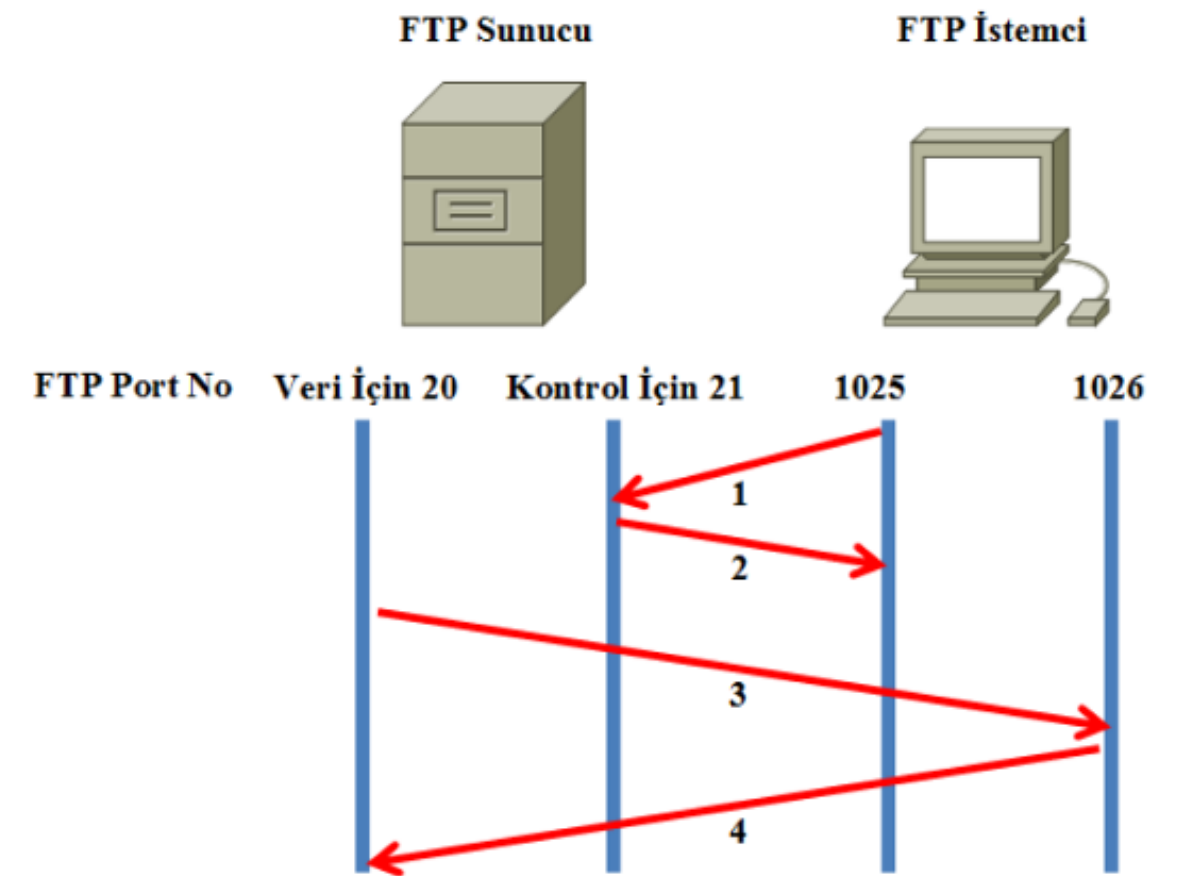 FTP Sunucu FTP İstemci
FTP Port No Veri İçin 20 Kontrol İçin 21 1025 1026
1
2
3
4